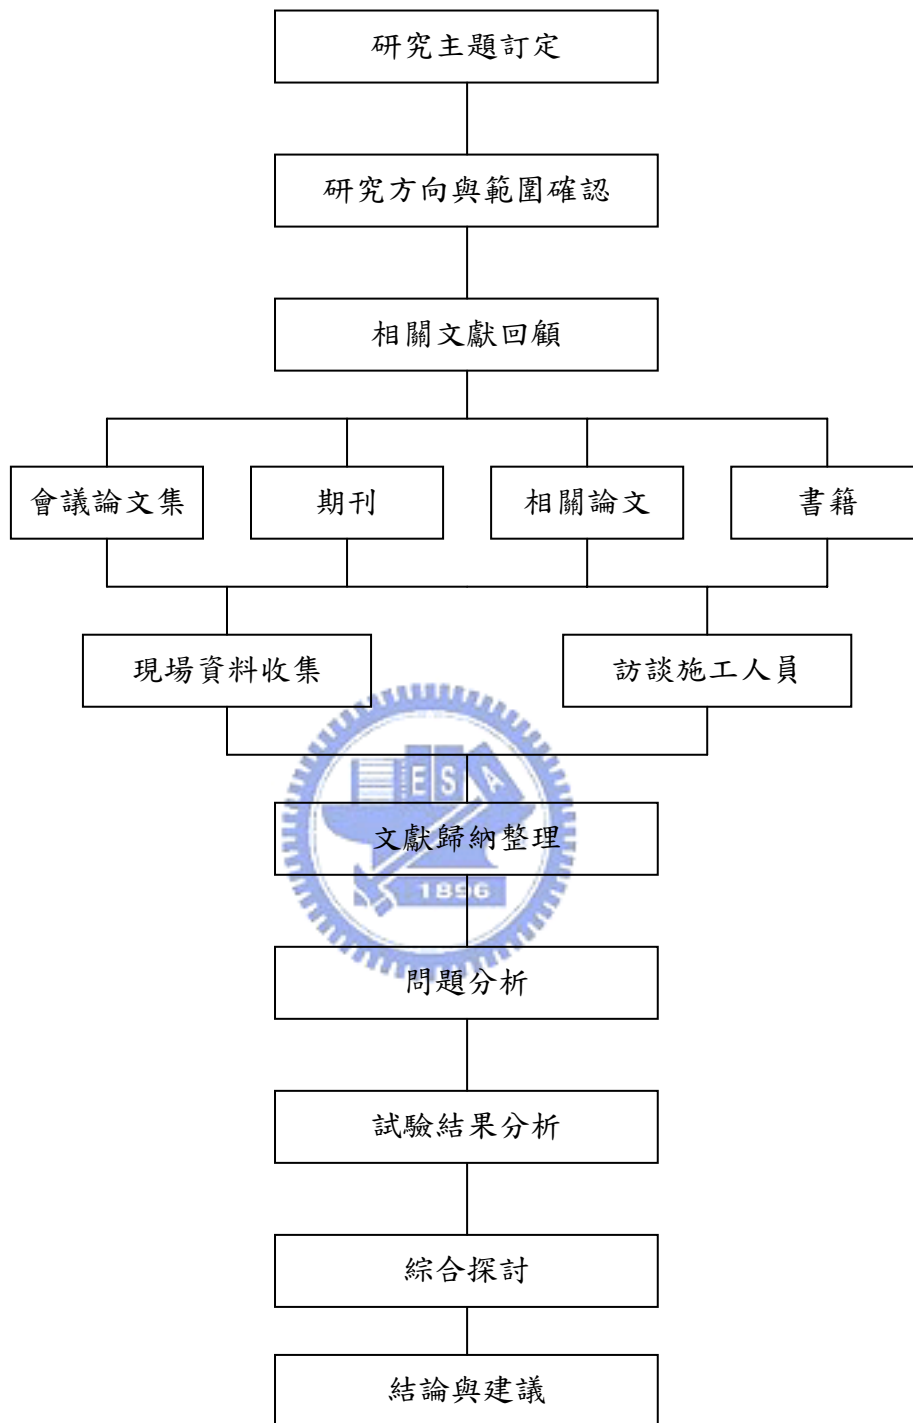 研究主題訂定
研究方向與範圍確認
相關文獻回顧
會議論文集
期刊
相關論文
書籍
現場資料收集
訪談施工人員
ESA
文獻歸納整理
1896
問題分析
試驗結果分析
綜合探討
結論與建議